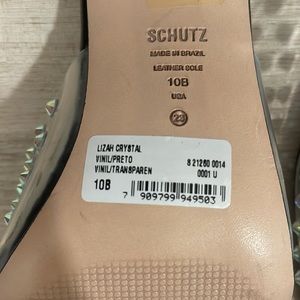 SCHUTZ
MADE IN BRAZIL
LEATHER SOLE
10B
USA
23
LIZAH CRYSTAL
VINIL/PRETO 8 21260 0014
VINIL/TRANSPAREN 0001 U
10B
7 909799 949503